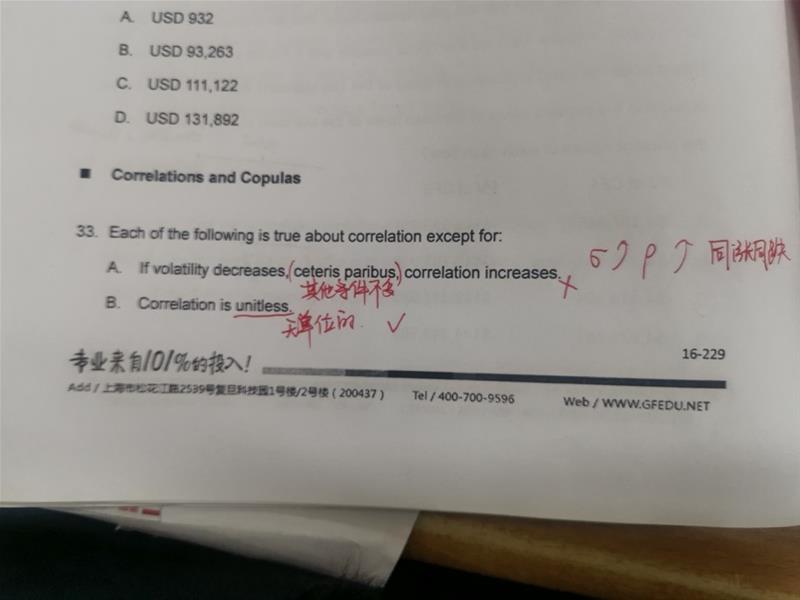 A. USD 932
B. USD 93,263
C. USD 111,122
D. USD 131,892
■ Correlations and Copulas
33. Each of the following is true about correlation except for:
A. If volatility decreases, (ceteris paribus,) correlation increases. × σ↑ ρ↑ 同涨同跌
其他条件不变
B. Correlation is unitless.
无单位的. ✓
16-229
专业来自101%的投入!
Add / 上海市松花江路2539号复旦科技园1号楼/2号楼（200437） Tel / 400-700-9596 Web / WWW.GFEDU.NET